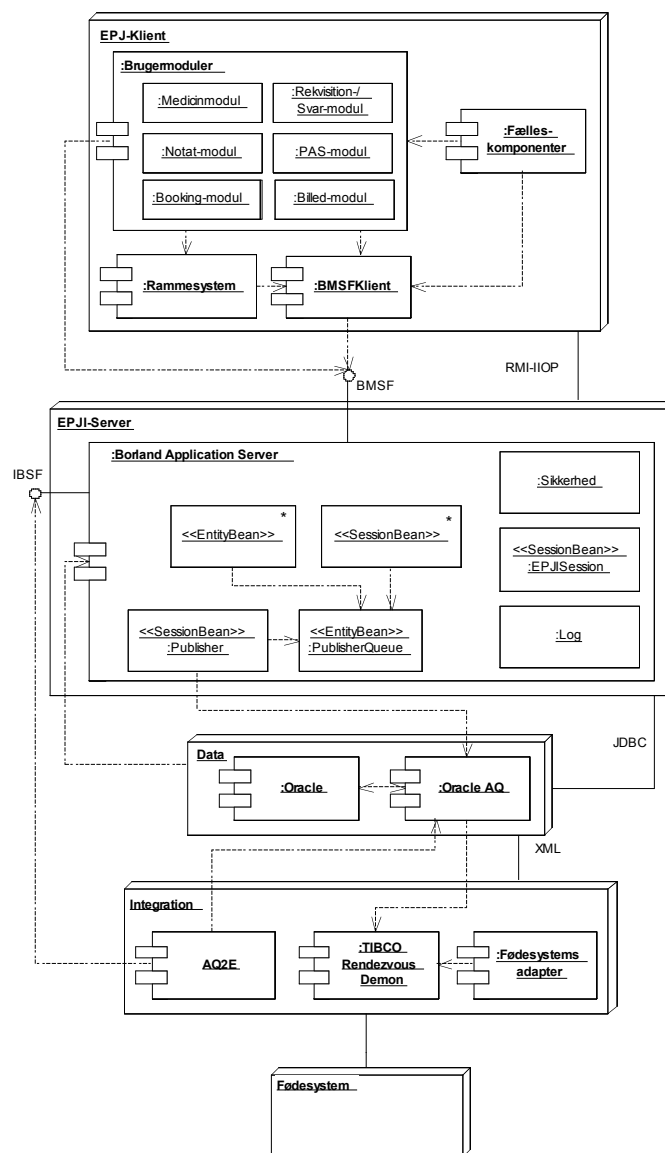 EPJ-Klient
:Brugermoduler
:Medicinmodul
:Rekvisition-/
Svar-modul
:Notat-modul
:PAS-modul
:Booking-modul
:Billed-modul
:Fælles-
komponenter
:Rammesystem
:BMSFKlient
BMSF
RMI-IIOP
EPJI-Server
:Borland Application Server
IBSF
:Sikkerhed
*
<<EntityBean>>
*
<<SessionBean>>
<<SessionBean>>
:EPJISession
<<SessionBean>>
:Publisher
<<EntityBean>>
:PublisherQueue
:Log
JDBC
Data
:Oracle
:Oracle AQ
XML
Integration
AQ2E
:TIBCO
Rendezvous
Demon
:Fødesystems
adapter
Fødesystem